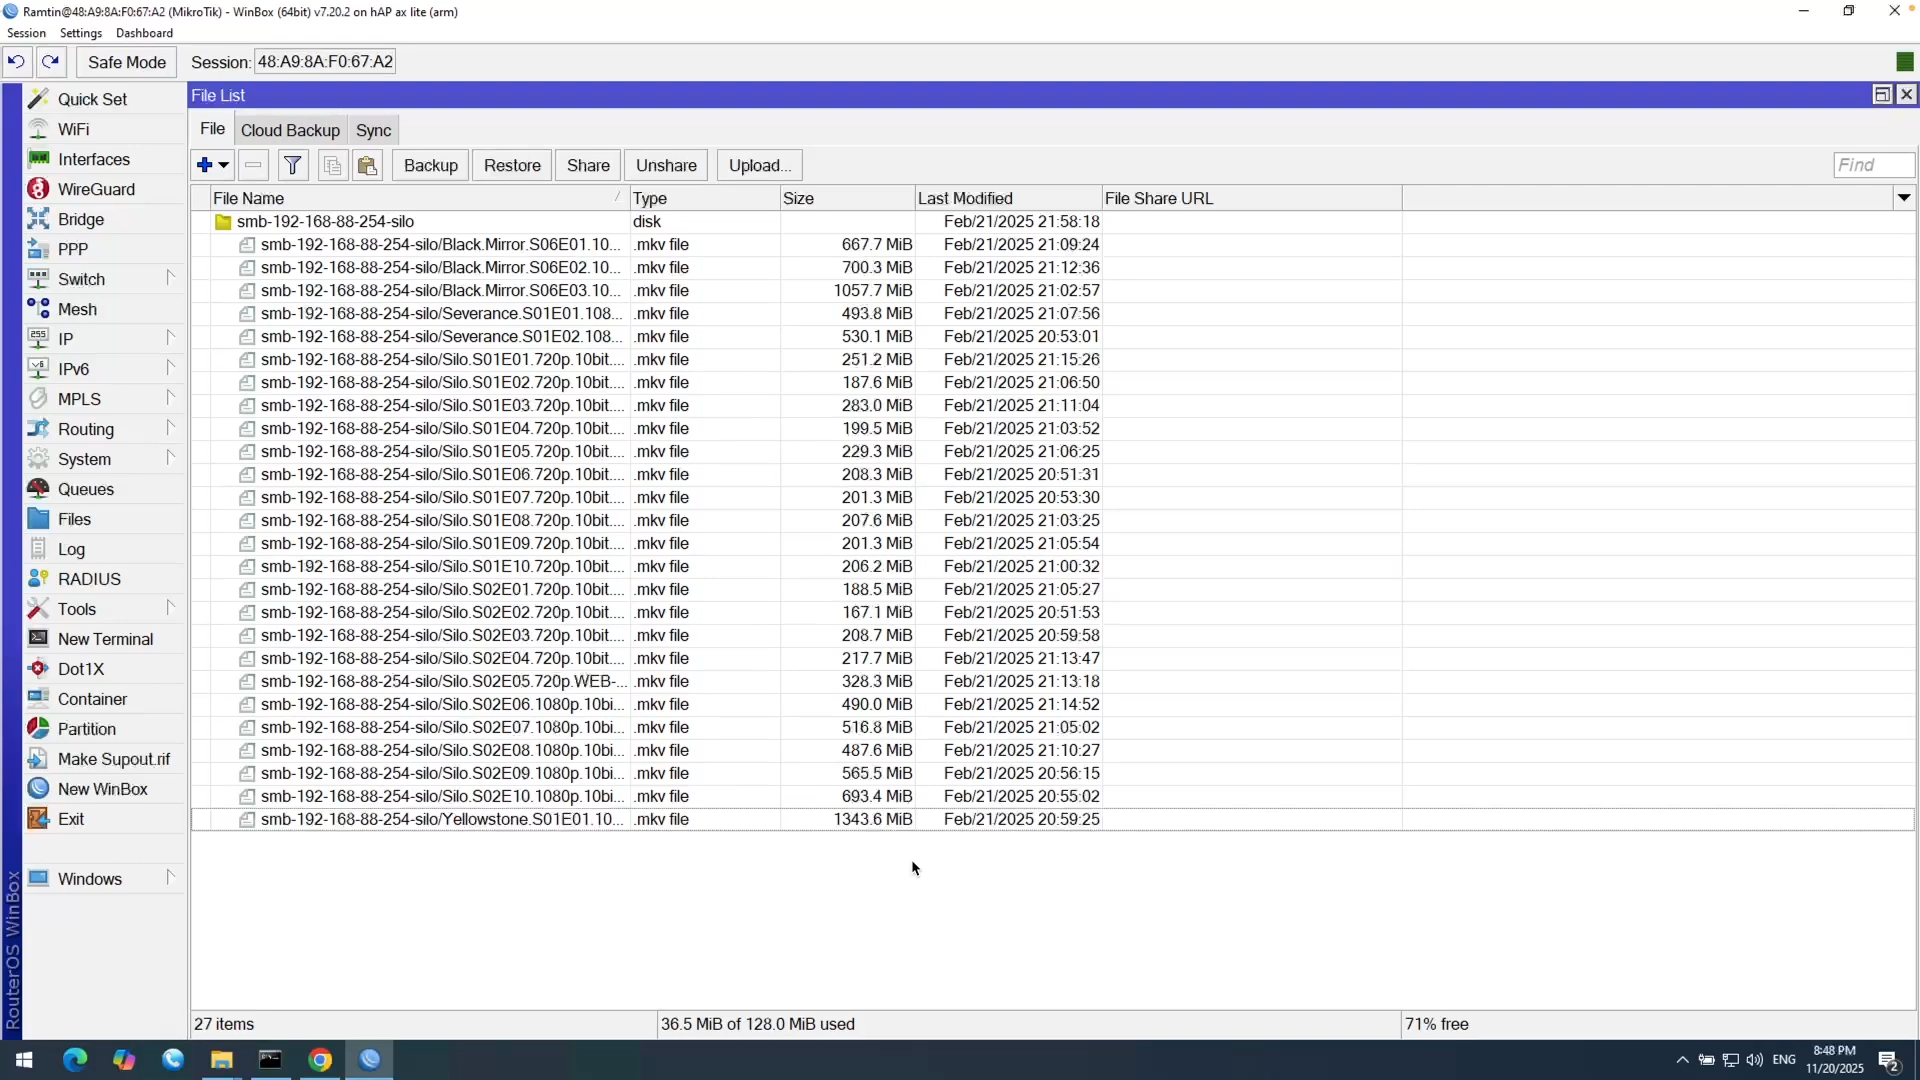 Ramtin@48:A9:8A:F0:67:A2 (MikroTik) - WinBox (64bit) v7.20.2 on hAP ax lite (arm)
Session Settings Dashboard
Safe Mode Session: 48:A9:8A:F0:67:A2
File List
File Cloud Backup Sync
Backup Restore Share Unshare Upload... Find
File Name Type Size Last Modified File Share URL
smb-192-168-88-254-silo disk Feb/21/2025 21:58:18
smb-192-168-88-254-silo/Black.Mirror.S06E01.10... .mkv file 667.7 MiB Feb/21/2025 21:09:24
smb-192-168-88-254-silo/Black.Mirror.S06E02.10... .mkv file 700.3 MiB Feb/21/2025 21:12:36
smb-192-168-88-254-silo/Black.Mirror.S06E03.10... .mkv file 1057.7 MiB Feb/21/2025 21:02:57
smb-192-168-88-254-silo/Severance.S01E01.108... .mkv file 493.8 MiB Feb/21/2025 21:07:56
smb-192-168-88-254-silo/Severance.S01E02.108... .mkv file 530.1 MiB Feb/21/2025 20:53:01
smb-192-168-88-254-silo/Silo.S01E01.720p.10bit.... .mkv file 251.2 MiB Feb/21/2025 21:15:26
smb-192-168-88-254-silo/Silo.S01E02.720p.10bit.... .mkv file 187.6 MiB Feb/21/2025 21:06:50
smb-192-168-88-254-silo/Silo.S01E03.720p.10bit.... .mkv file 283.0 MiB Feb/21/2025 21:11:04
smb-192-168-88-254-silo/Silo.S01E04.720p.10bit.... .mkv file 199.5 MiB Feb/21/2025 21:03:52
smb-192-168-88-254-silo/Silo.S01E05.720p.10bit.... .mkv file 229.3 MiB Feb/21/2025 21:06:25
smb-192-168-88-254-silo/Silo.S01E06.720p.10bit.... .mkv file 208.3 MiB Feb/21/2025 20:51:31
smb-192-168-88-254-silo/Silo.S01E07.720p.10bit.... .mkv file 201.3 MiB Feb/21/2025 20:53:30
smb-192-168-88-254-silo/Silo.S01E08.720p.10bit.... .mkv file 207.6 MiB Feb/21/2025 21:03:25
smb-192-168-88-254-silo/Silo.S01E09.720p.10bit.... .mkv file 201.3 MiB Feb/21/2025 21:05:54
smb-192-168-88-254-silo/Silo.S01E10.720p.10bit.... .mkv file 206.2 MiB Feb/21/2025 21:00:32
smb-192-168-88-254-silo/Silo.S02E01.720p.10bit.... .mkv file 188.5 MiB Feb/21/2025 21:05:27
smb-192-168-88-254-silo/Silo.S02E02.720p.10bit.... .mkv file 167.1 MiB Feb/21/2025 20:51:53
smb-192-168-88-254-silo/Silo.S02E03.720p.10bit.... .mkv file 208.7 MiB Feb/21/2025 20:59:58
smb-192-168-88-254-silo/Silo.S02E04.720p.10bit.... .mkv file 217.7 MiB Feb/21/2025 21:13:47
smb-192-168-88-254-silo/Silo.S02E05.720p.WEB-... .mkv file 328.3 MiB Feb/21/2025 21:13:18
smb-192-168-88-254-silo/Silo.S02E06.1080p.10bi... .mkv file 490.0 MiB Feb/21/2025 21:14:52
smb-192-168-88-254-silo/Silo.S02E07.1080p.10bi... .mkv file 516.8 MiB Feb/21/2025 21:05:02
smb-192-168-88-254-silo/Silo.S02E08.1080p.10bi... .mkv file 487.6 MiB Feb/21/2025 21:10:27
smb-192-168-88-254-silo/Silo.S02E09.1080p.10bi... .mkv file 565.5 MiB Feb/21/2025 20:56:15
smb-192-168-88-254-silo/Silo.S02E10.1080p.10bi... .mkv file 693.4 MiB Feb/21/2025 20:55:02
smb-192-168-88-254-silo/Yellowstone.S01E01.10... .mkv file 1343.6 MiB Feb/21/2025 20:59:25
27 items 36.5 MiB of 128.0 MiB used 71% free
Quick Set
WiFi
Interfaces
WireGuard
Bridge
PPP
Switch
Mesh
255
IP
v6
IPv6
MPLS
Routing
System
Queues
Files
Log
RADIUS
Tools
New Terminal
Dot1X
Container
Partition
Make Supout.rif
New WinBox
Exit
Windows
RouterOS WinBox
ENG
8:48 PM
11/20/2025
2